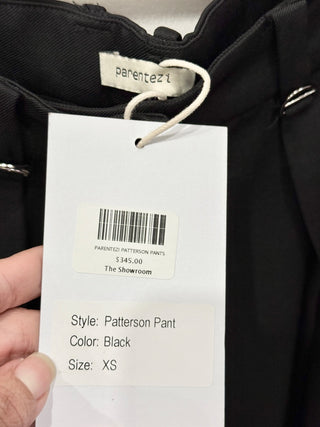 parentezi
PARENTEZI PATTERSON PANTS
$345.00
The Showroom
Style: Patterson Pant
Color: Black
Size: XS